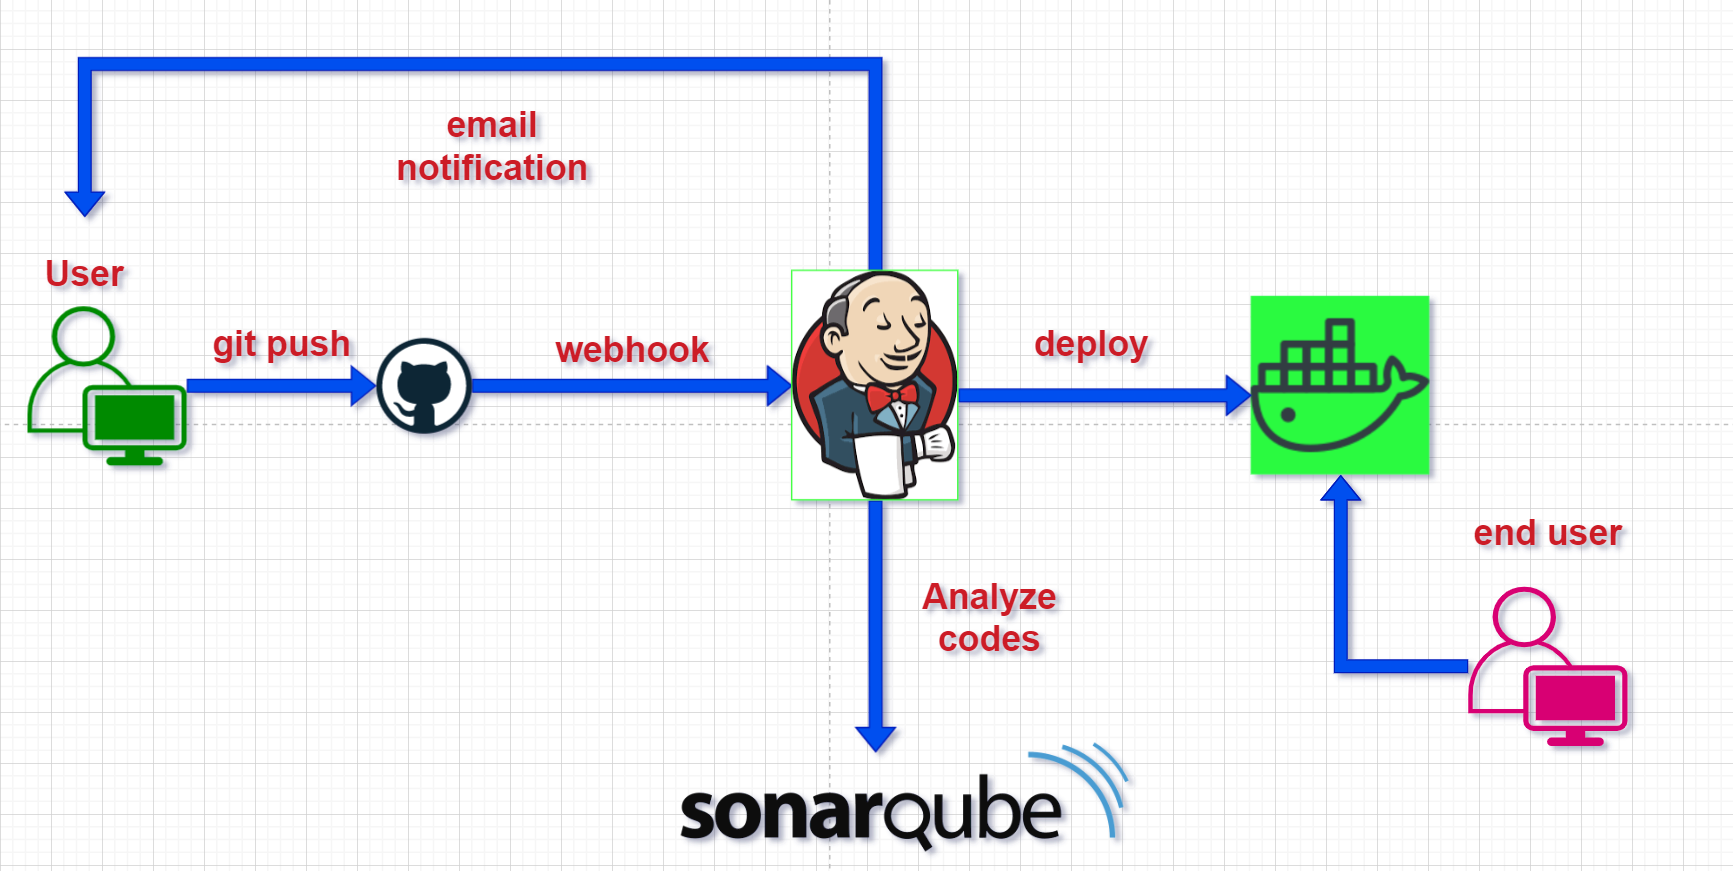 email
notification
User
git push
webhook
deploy
end user
Analyze
codes
sonarqube